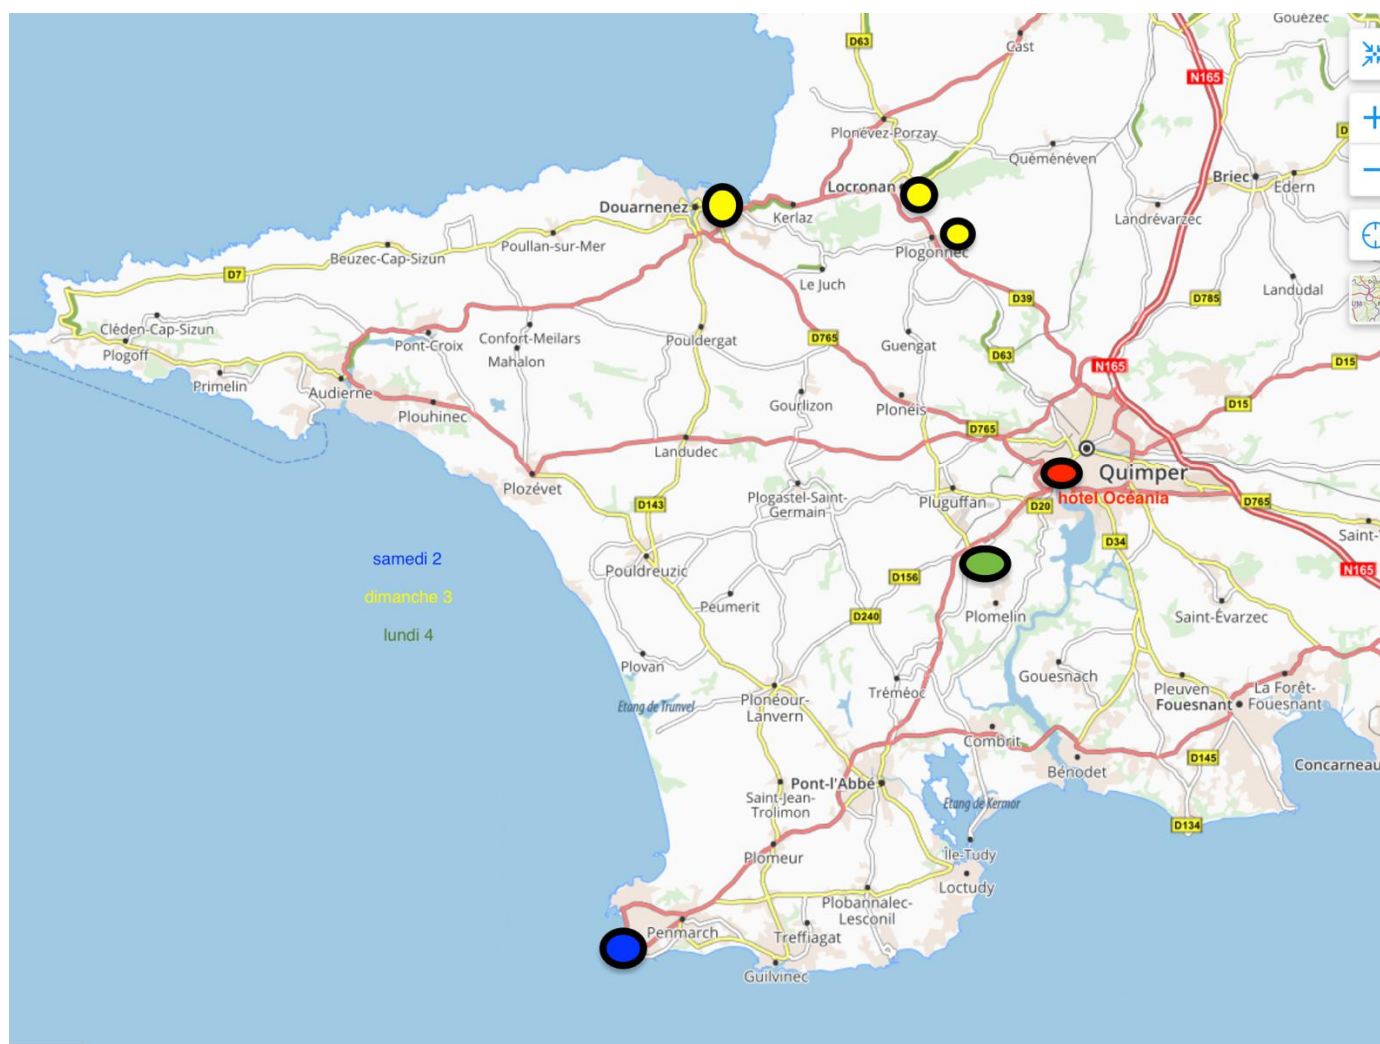 Gouézec
D63
Cast
N165
Plonévez-Porzay
Quéménéven
Locronan
Briec
Edern
Douarnenez
Kerlaz
Landrévarzec
Poullan-sur-Mer
Plogonnec
Beuzec-Cap-Sizun
D7
Le Juch
D39
D785
Landudal
Cléden-Cap-Sizun
Confort-Meilars
Pouldergat
D765
Guengat
D63
Plogoff
Pont-Croix
Mahalon
N165
D15
Primelin
Audierne
Plouhinec
Gourlizon
Plonéis
D15
D765
Landudec
Quimper
Plozévet
Plogastel-Saint-
Germain
Pluguffan
hôtel Océania
D143
D20
D765
Saint-
D34
samedi 2
Pouldreuzic
D156
N165
dimanche 3
Peumerit
D240
Plomelin
Saint-Évarzec
lundi 4
Plovan
Gouesnach
Tréméoc
Pleuven
La Forêt-
Fouesnant
Fouesnant
Etang de Trunvel
Plonéour-
Lanvern
Combrit
Bénodet
D145
Concarneau
Pont-l'Abbé
Saint-Jean-
Trolimon
Etang de Kermor
D134
Plomeur
Île-Tudy
Loctudy
Plobannalec-
Lesconil
Penmarch
Treffiagat
Guilvinec